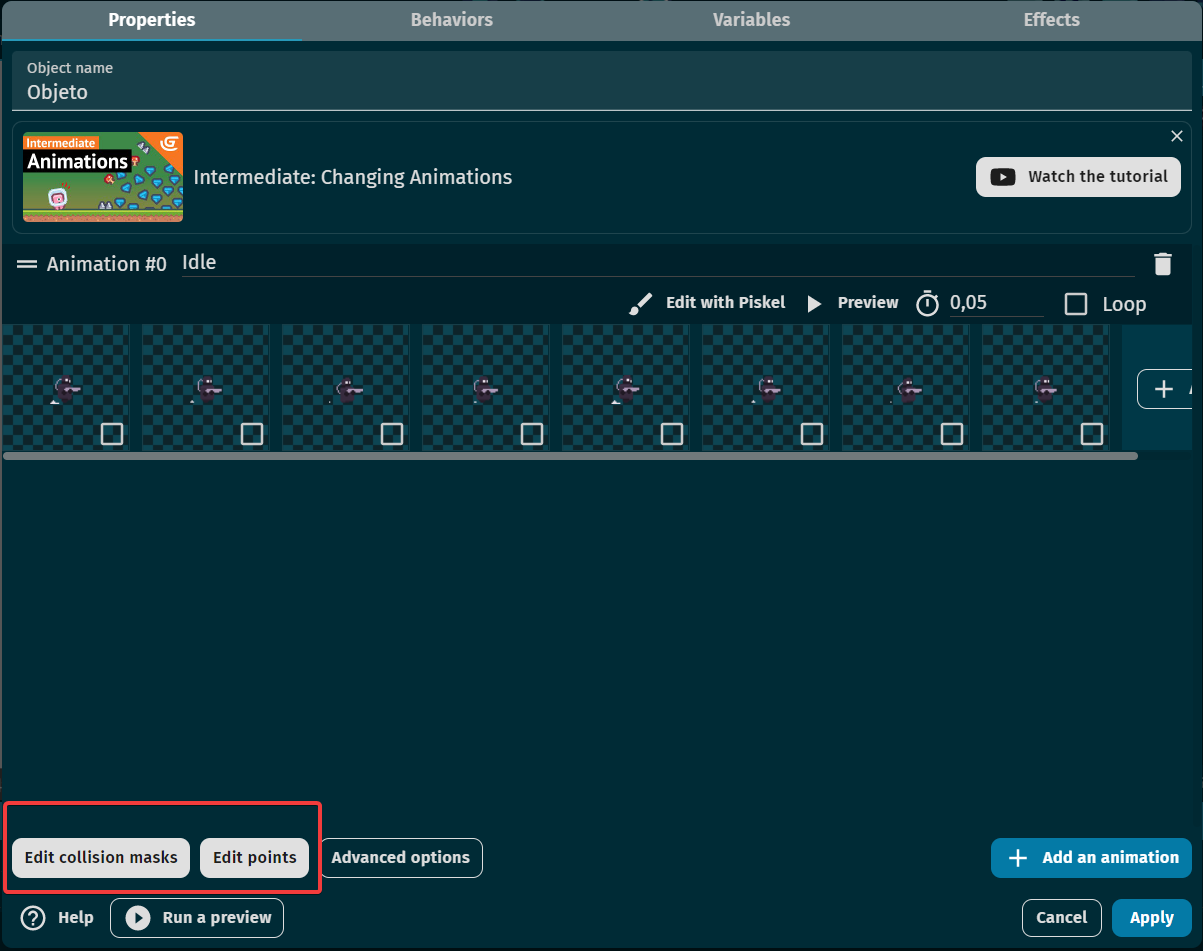 Properties
Behaviors
Variables
Effects
Object name
Objeto
Intermediate
Animations
Intermediate: Changing Animations
Watch the tutorial
Animation #0 Idle
Edit with Piskel
Preview
0,05
Loop
Edit collision masks
Edit points
Advanced options
Add an animation
Help
Run a preview
Cancel
Apply